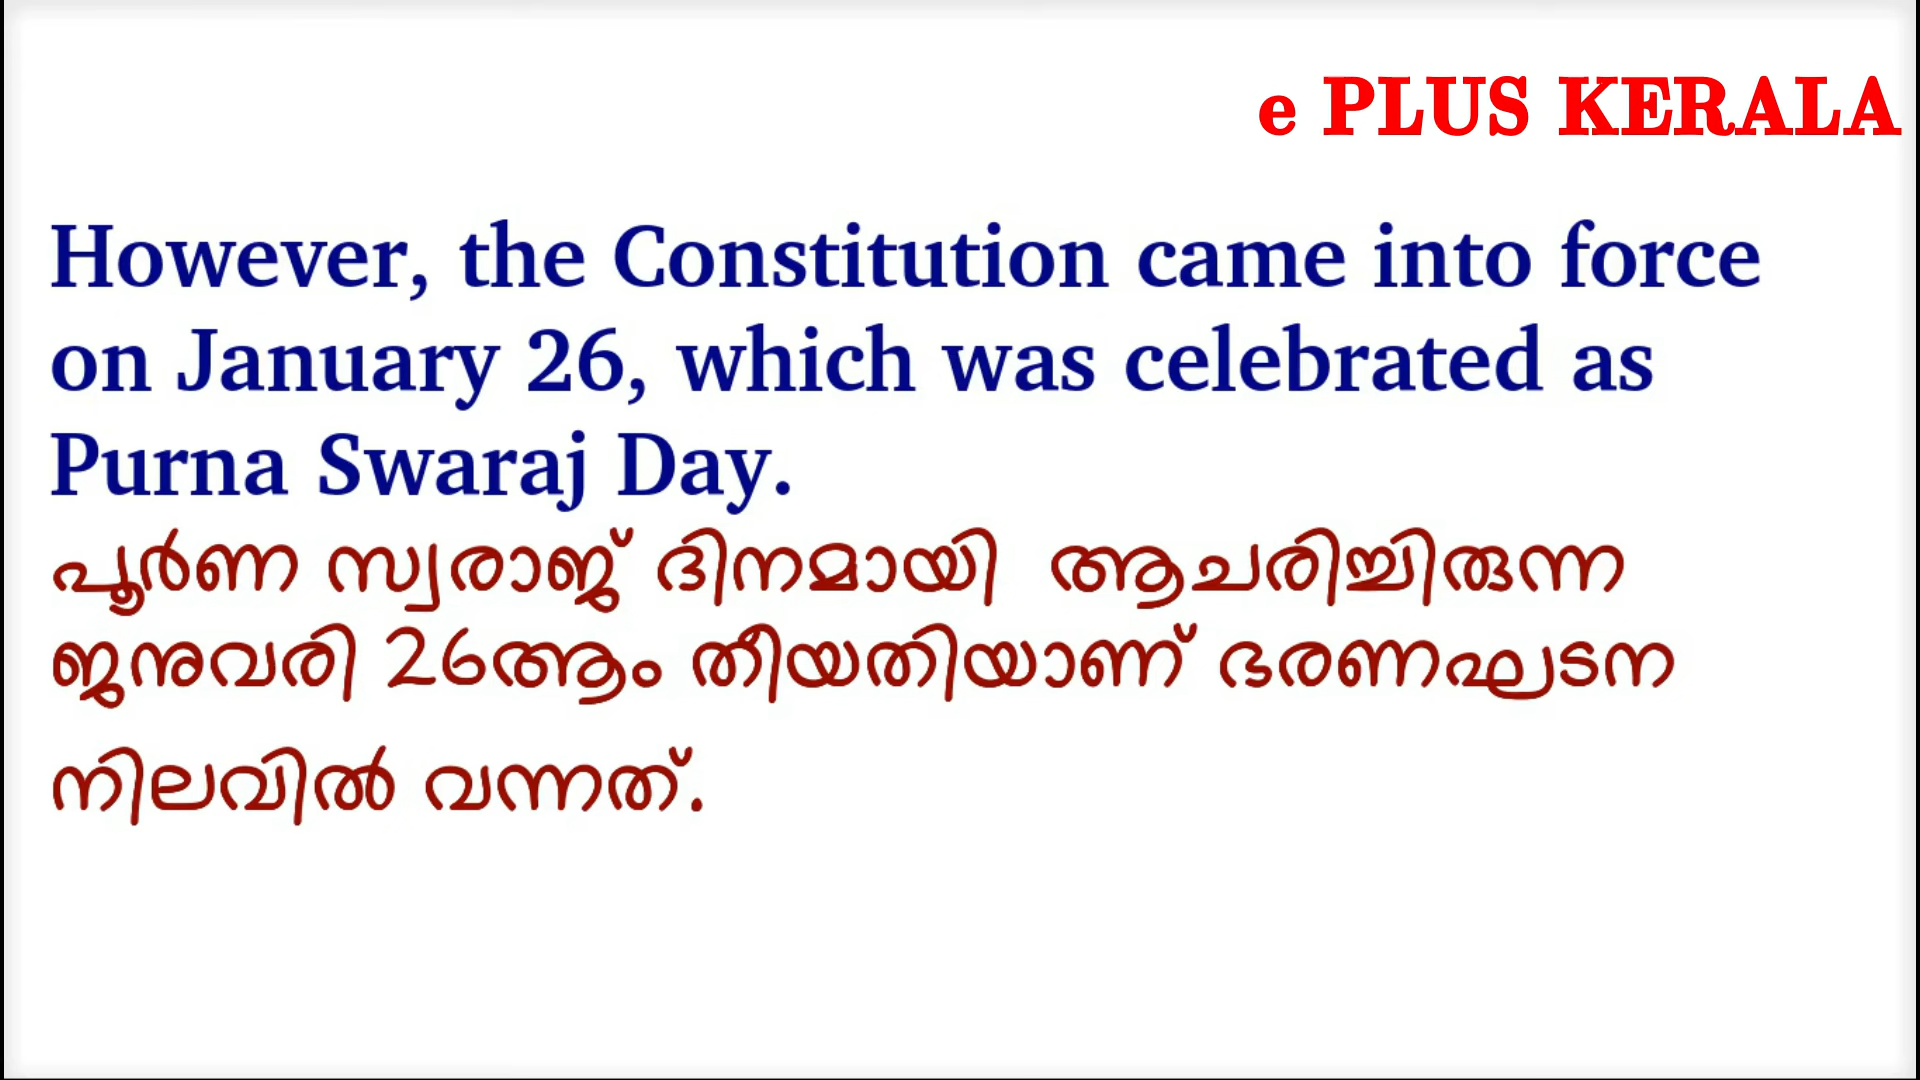 e PLUS KERALA
However, the Constitution came into force
on January 26, which was celebrated as
Purna Swaraj Day.
പൂർണ സ്വരാജ് ദിനമായി ആചരിച്ചിരുന്ന
ജനുവരി 26ആം തീയതിയാണ് ഭരണഘടന
നിലവിൽ വന്നത്.